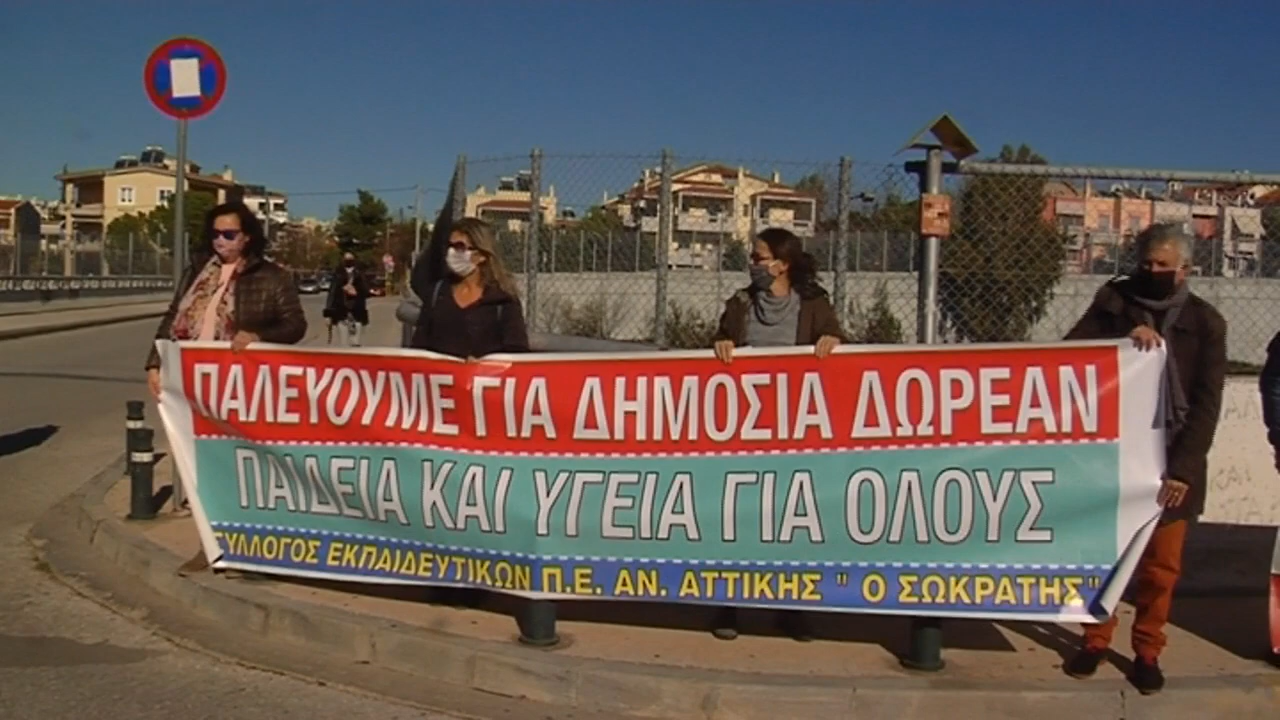 ΠΑΛΕΥΟΥΜΕ ΓΙΑ ΔΗΜΟΣΙΑ ΔΩΡΕΑΝ
ΠΑΙΔΕΙΑ ΚΑΙ ΥΓΕΙΑ ΓΙΑ ΟΛΟΥΣ
ΣΥΛΛΟΓΟΣ ΕΚΠΑΙΔΕΥΤΙΚΩΝ Π.Ε. ΑΝ. ΑΤΤΙΚΗΣ " Ο ΣΩΚΡΑΤΗΣ"